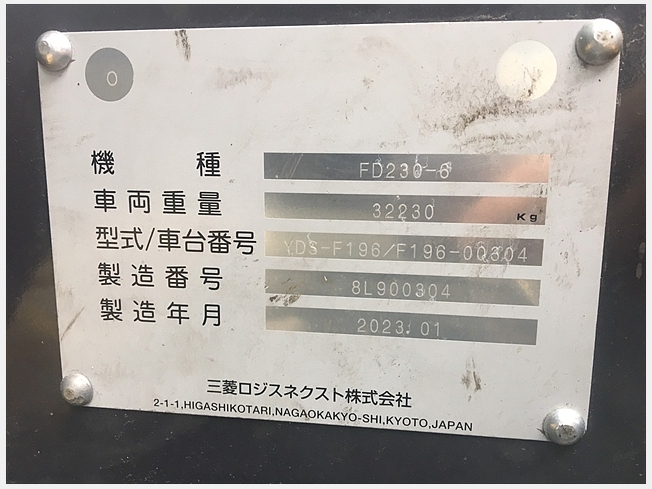 O
機種 FD230-6
車両重量 32230 Kg
型式/車台番号 YDS-F196/F196-00304
製造番号 8L900304
製造年月 2023.01
三菱ロジスネクスト株式会社
2-1-1,HIGASHIKOTARI,NAGAOKAKYO-SHI,KYOTO,JAPAN